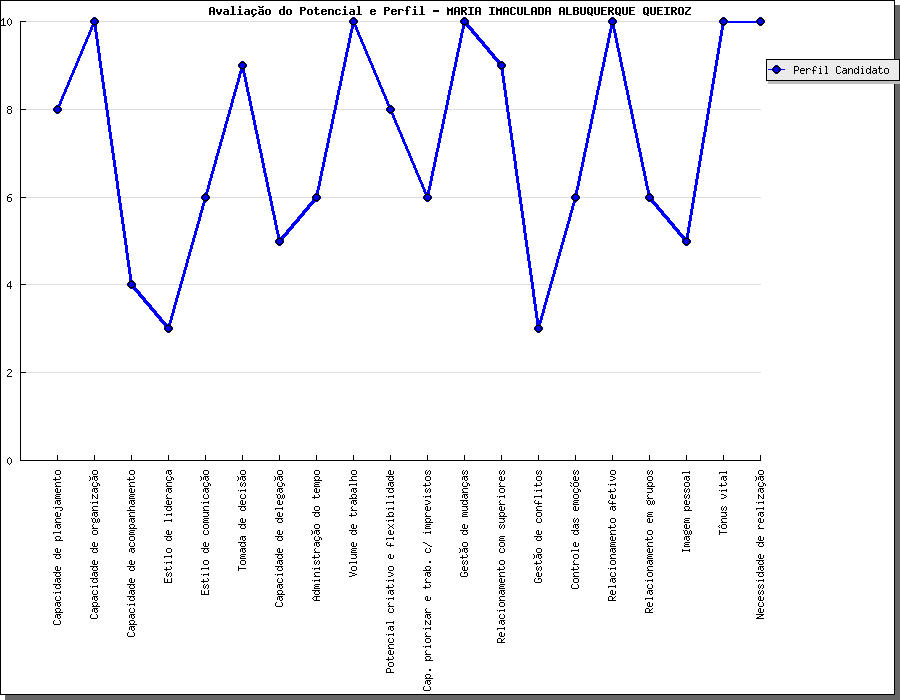 Avaliação do Potencial e Perfil - MARIA IMACULADA ALBUQUERQUE QUEIROZ
Perfil Candidato
10
8
6
4
2
0
Capacidade de planejamento
Capacidade de organização
Capacidade de acompanhamento
Estilo de liderança
Estilo de comunicação
Tomada de decisão
Capacidade de delegação
Administração do tempo
Volume de trabalho
Potencial criativo e flexibilidade
Cap. priorizar e trab. c/ imprevistos
Gestão de mudanças
Relacionamento com superiores
Gestão de conflitos
Controle das emoções
Relacionamento afetivo
Relacionamento em grupos
Imagem pessoal
Tônus vital
Necessidade de realização